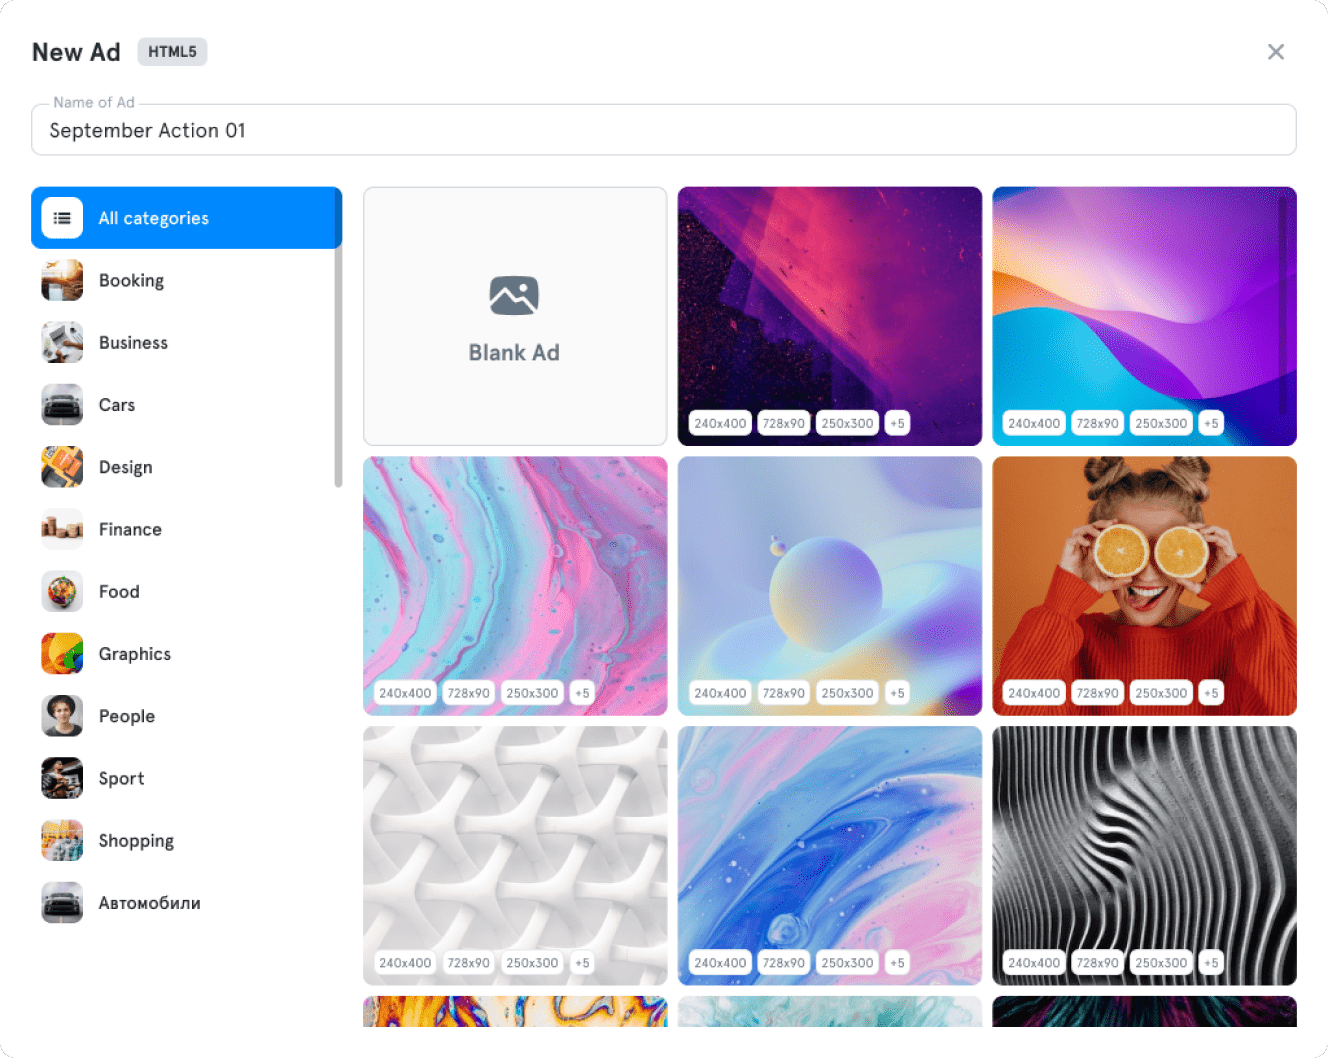 New Ad HTML5
Name of Ad
September Action 01
All categories
Booking
Business
Cars
Design
Finance
Food
Graphics
People
Sport
Shopping
Автомобили
Blank Ad
240x400 728x90 250x300 +5
240x400 728x90 250x300 +5
240x400 728x90 250x300 +5
240x400 728x90 250x300 +5
240x400 728x90 250x300 +5
240x400 728x90 250x300 +5
240x400 728x90 250x300 +5
240x400 728x90 250x300 +5